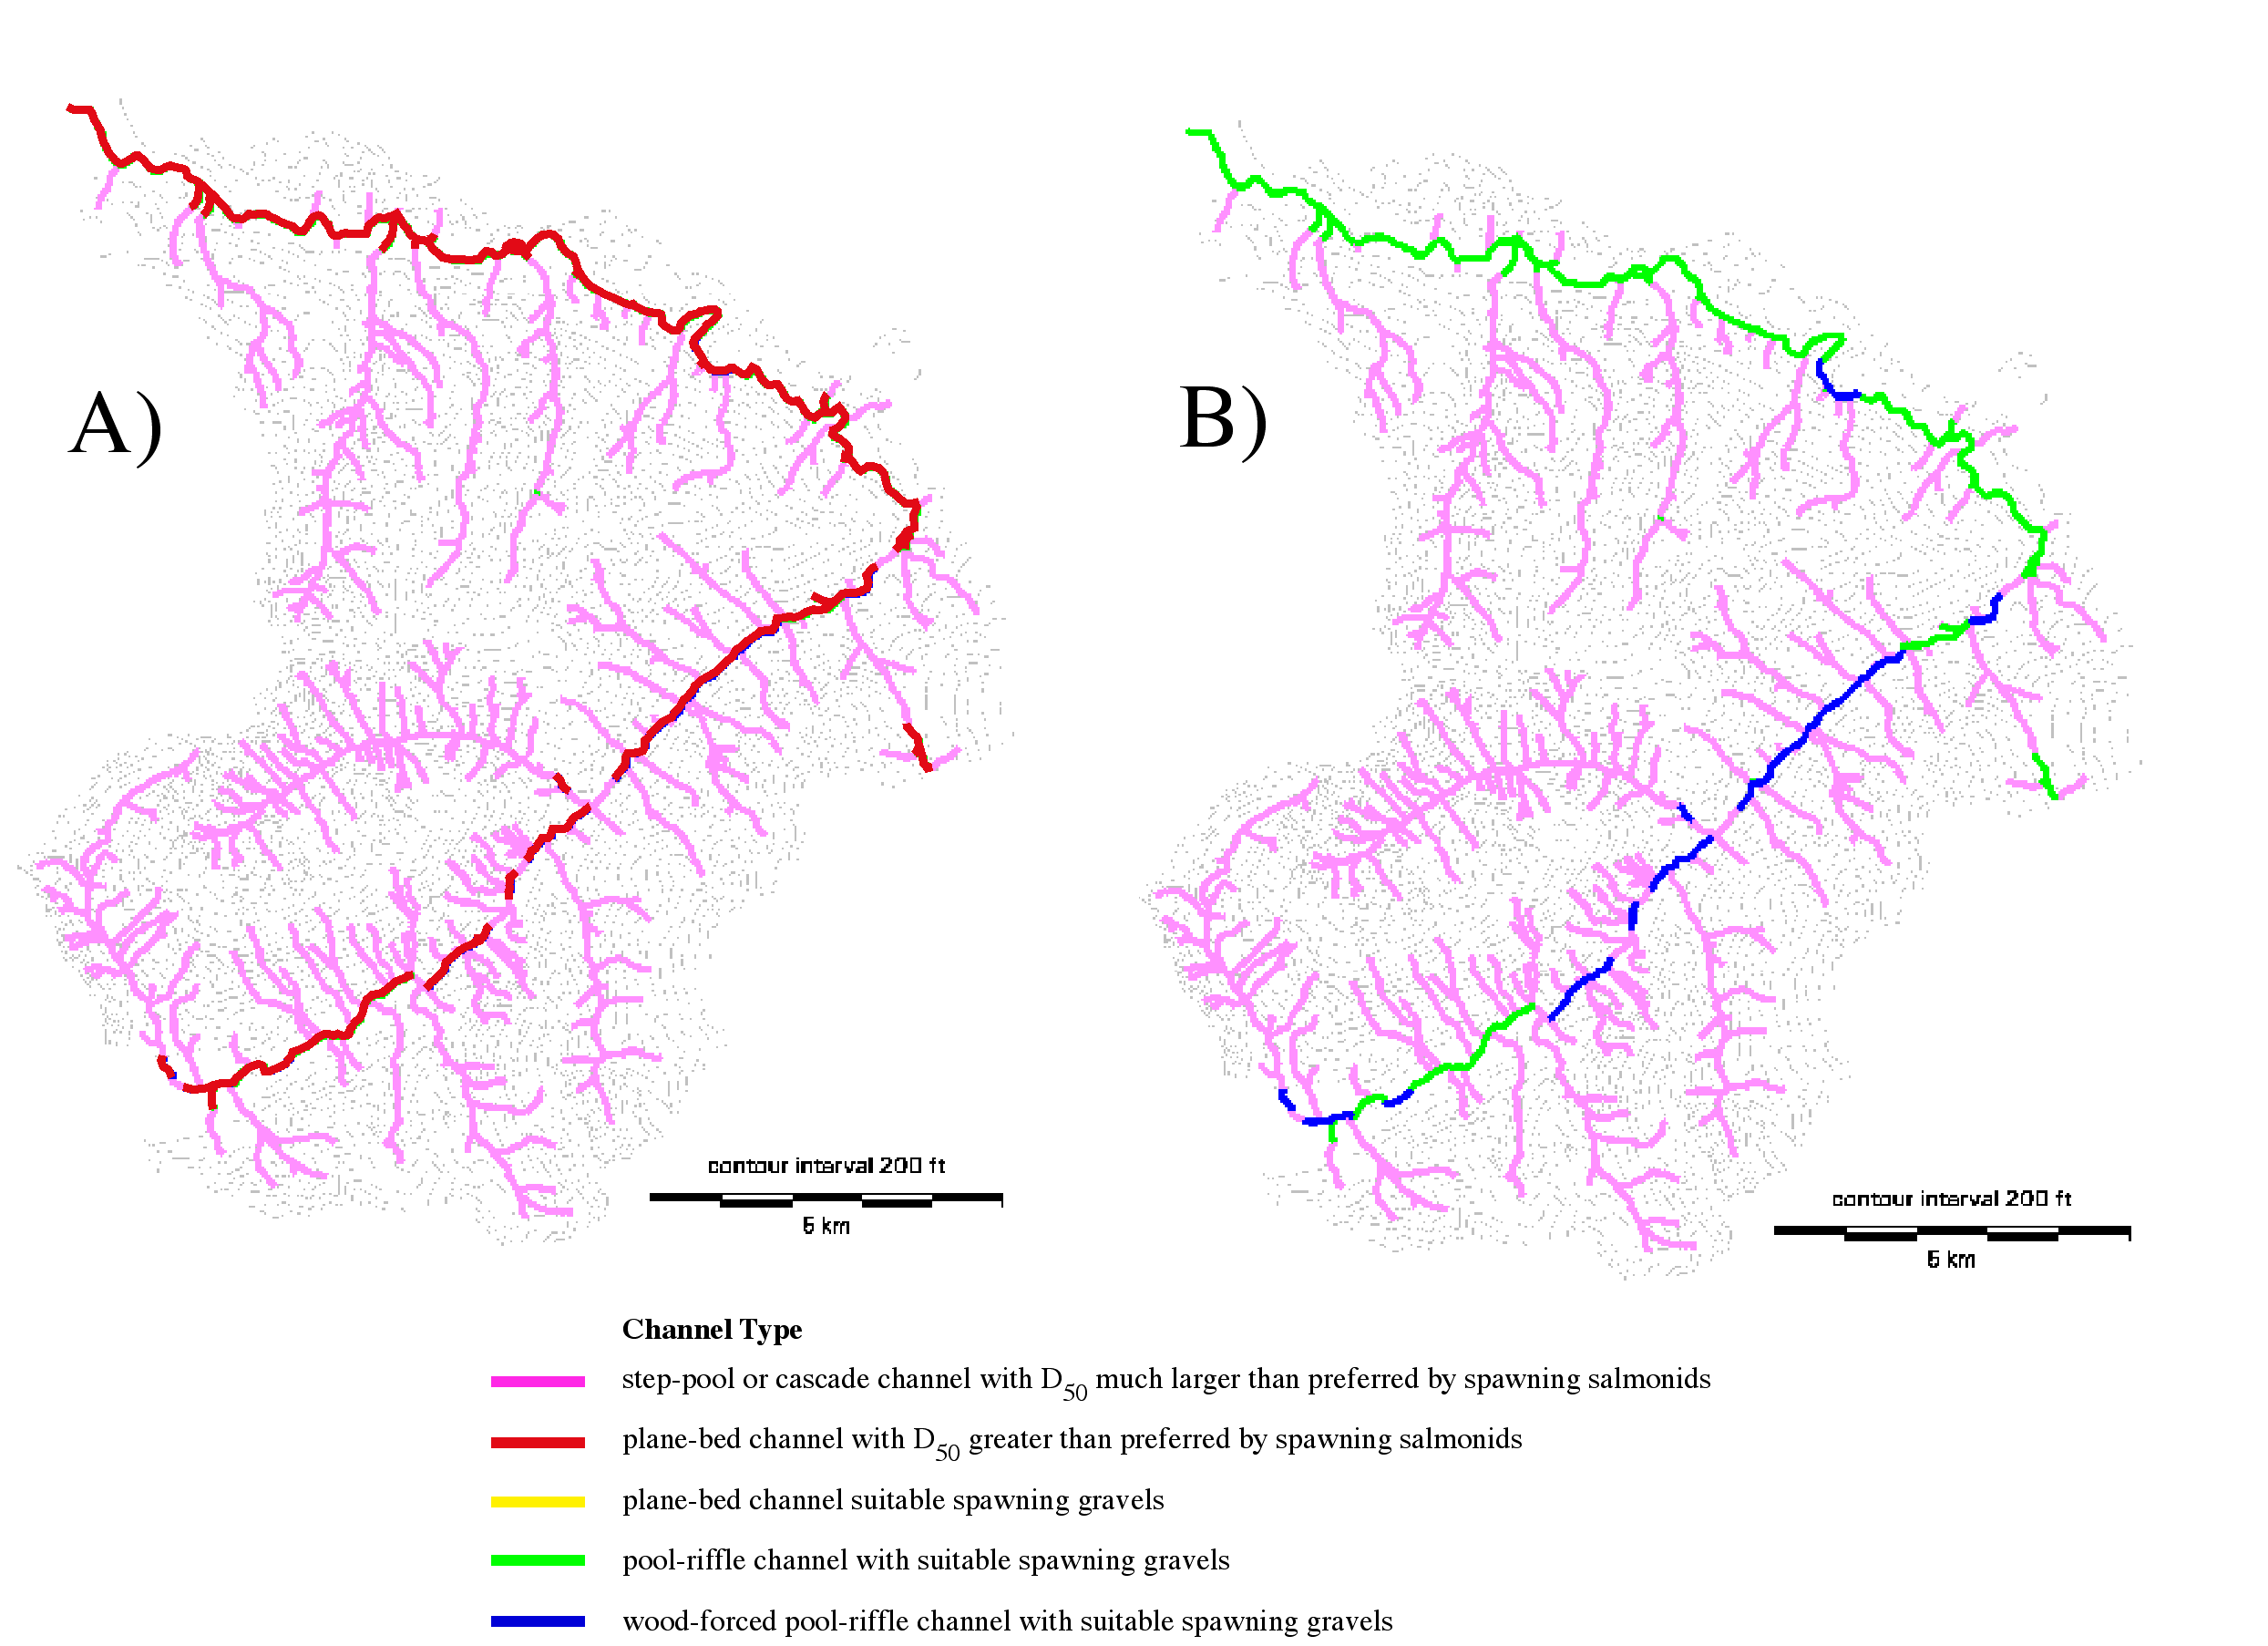 A)
B)
contour interval 200 ft
5 km
contour interval 200 ft
5 km
Channel Type
step-pool or cascade channel with D50 much larger than preferred by spawning salmonids
plane-bed channel with D50 greater than preferred by spawning salmonids
plane-bed channel suitable spawning gravels
pool-riffle channel with suitable spawning gravels
wood-forced pool-riffle channel with suitable spawning gravels